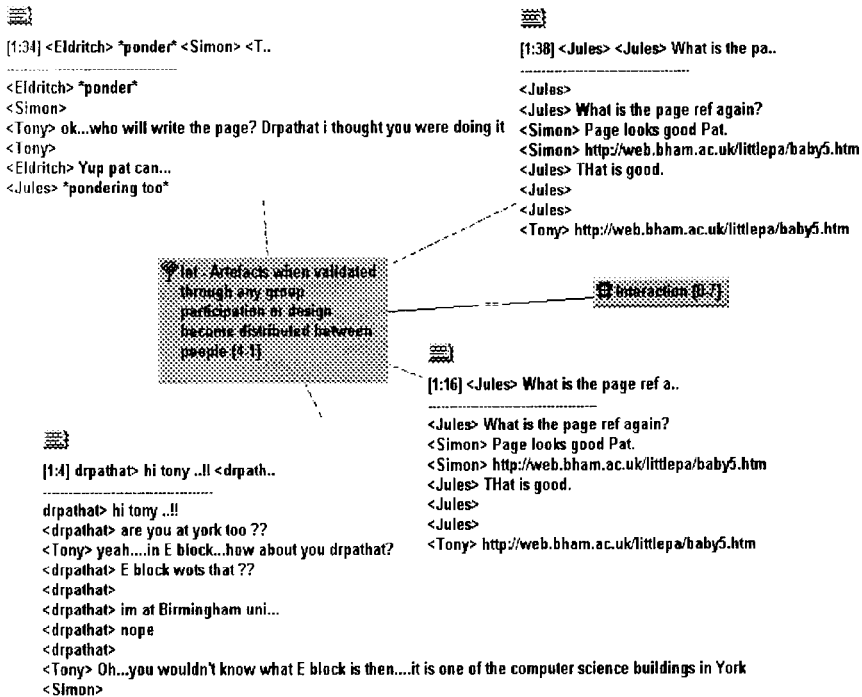 [1:34] <Eldritch> *ponder* <Simon> <T..
<Eldritch> *ponder*
<Simon>
<Tony> ok...who will write the page? Drpathat i thought you were doing it
<Tony>
<Eldritch> Yup pat can...
<Jules> *pondering too*
[1:38] <Jules> <Jules> What is the pa..
<Jules>
<Jules> What is the page ref again?
<Simon> Page looks good Pat.
<Simon> http://web.bham.ac.uk/littlepa/baby5.htm
<Jules> THat is good.
<Jules>
<Jules>
<Tony> http://web.bham.ac.uk/littlepa/baby5.htm
Int - Artefacts when validated
through any group
participation or design
become distributed between
people {4-1}
Interaction {0-7}
[1:16] <Jules> What is the page ref a..
<Jules> What is the page ref again?
<Simon> Page looks good Pat.
<Simon> http://web.bham.ac.uk/littlepa/baby5.htm
<Jules> THat is good.
<Jules>
<Jules>
<Tony> http://web.bham.ac.uk/littlepa/baby5.htm
[1:4] drpathat> hi tony ..!! <drpath..
drpathat> hi tony ..!!
<drpathat> are you at york too ??
<Tony> yeah....in E block...how about you drpathat?
<drpathat> E block wots that ??
<drpathat>
<drpathat> im at Birmingham uni...
<drpathat> nope
<drpathat>
<Tony> Oh...you wouldn't know what E block is then....it is one of the computer science buildings in York
<Simon>